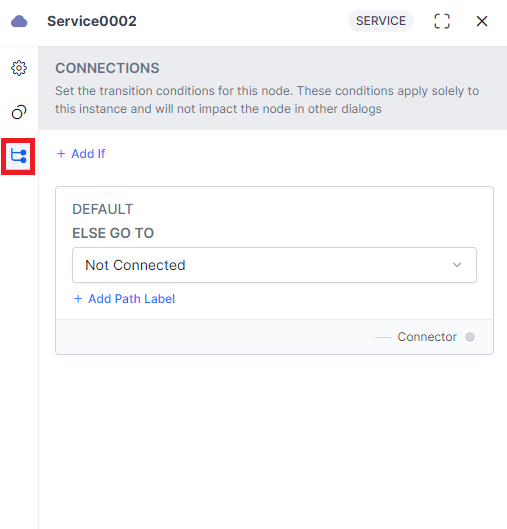 Service0002
SERVICE
CONNECTIONS
Set the transition conditions for this node. These conditions apply solely to
this instance and will not impact the node in other dialogs
+ Add If
DEFAULT
ELSE GO TO
Not Connected
+ Add Path Label
Connector